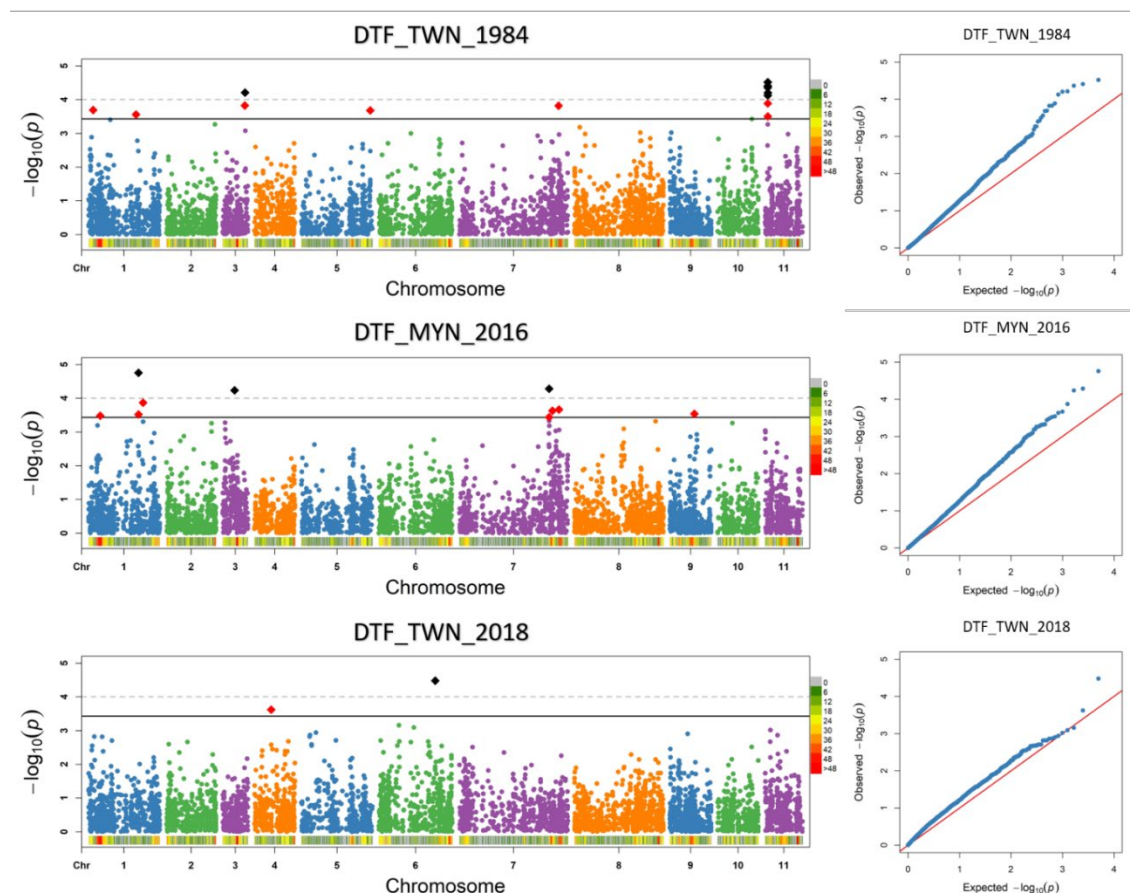 DTF_TWN_1984
−log₁₀(p)
5
4
3
2
1
0
0
6
12
18
24
30
36
42
48
>48
Chr 1 2 3 4 5 6 7 8 9 10 11
Chromosome
DTF_TWN_1984
Observed −log₁₀(p)
5
4
3
2
1
0
0 1 2 3 4
Expected −log₁₀(p)
DTF_MYN_2016
−log₁₀(p)
5
4
3
2
1
0
0
6
12
18
24
30
36
42
48
>48
Chr 1 2 3 4 5 6 7 8 9 10 11
Chromosome
DTF_MYN_2016
Observed −log₁₀(p)
5
4
3
2
1
0
0 1 2 3 4
Expected −log₁₀(p)
DTF_TWN_2018
−log₁₀(p)
5
4
3
2
1
0
0
6
12
18
24
30
36
42
48
>48
Chr 1 2 3 4 5 6 7 8 9 10 11
Chromosome
DTF_TWN_2018
Observed −log₁₀(p)
5
4
3
2
1
0
0 1 2 3 4
Expected −log₁₀(p)